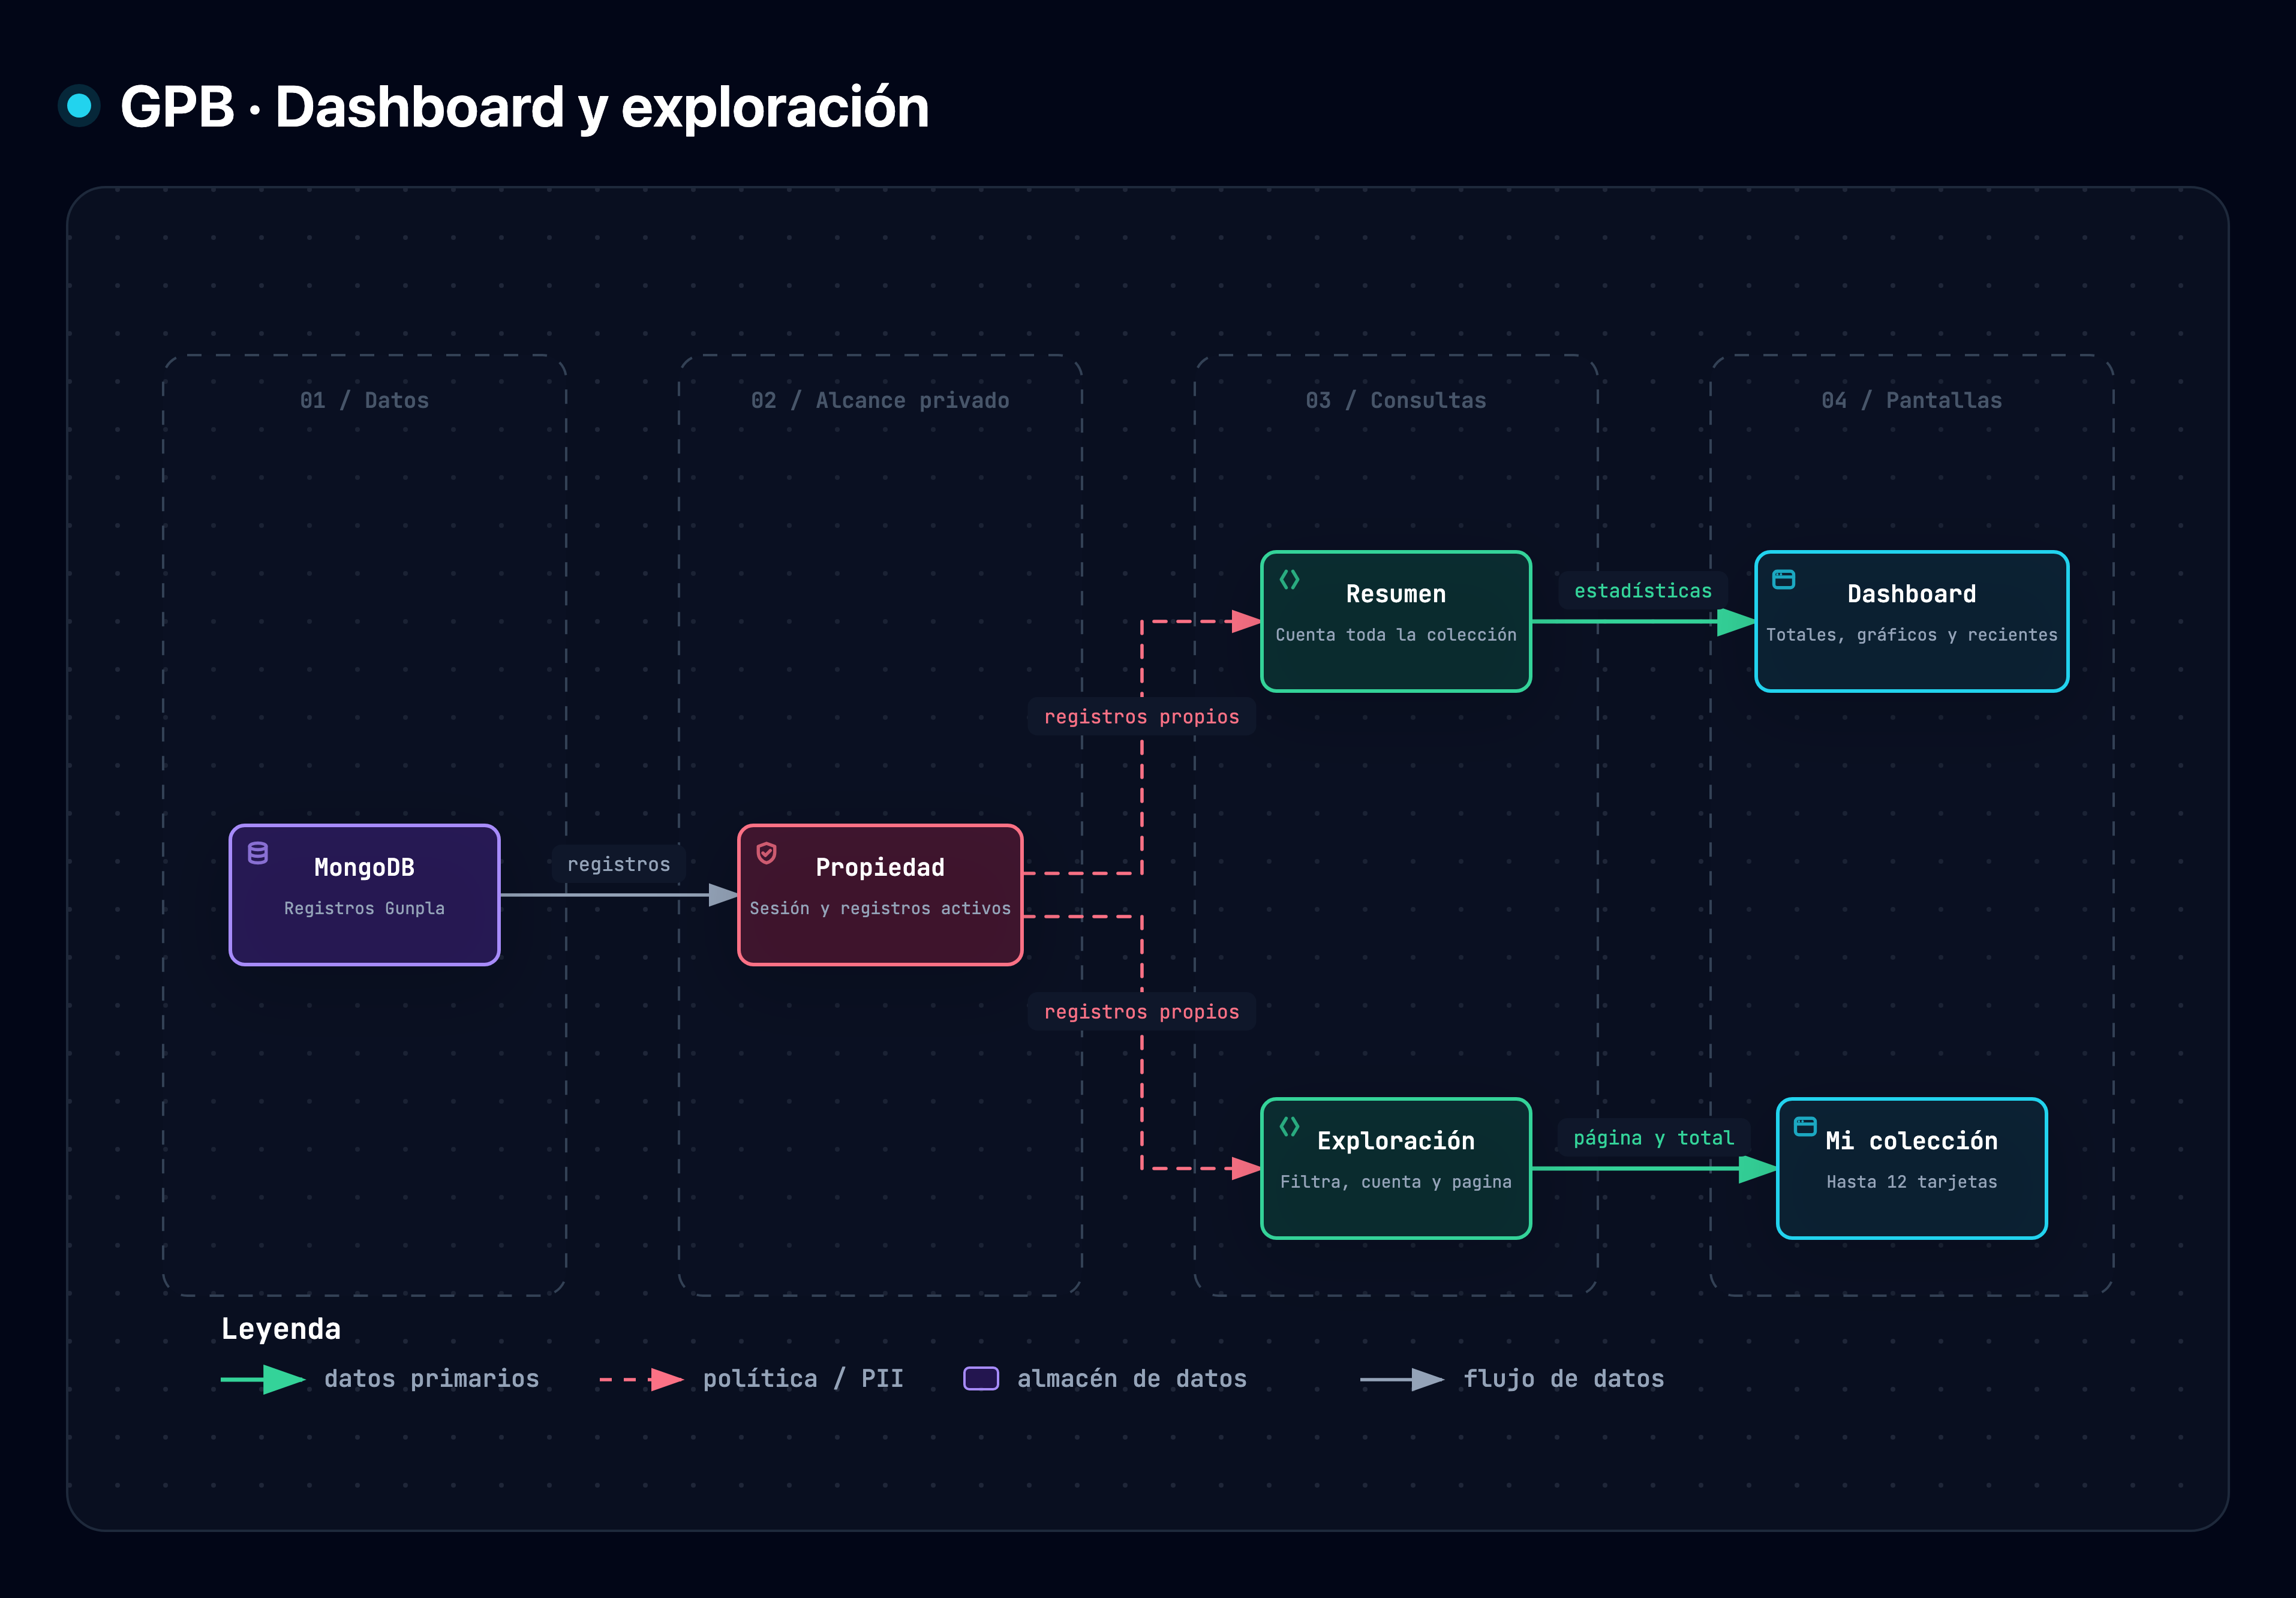 GPB · Dashboard y exploración
01 / Datos
02 / Alcance privado
03 / Consultas
04 / Pantallas
Resumen
Cuenta toda la colección
estadísticas
Dashboard
Totales, gráficos y recientes
registros propios
MongoDB
Registros Gunpla
registros
Propiedad
Sesión y registros activos
registros propios
Exploración
Filtra, cuenta y pagina
página y total
Mi colección
Hasta 12 tarjetas
Leyenda
datos primarios
política / PII
almacén de datos
flujo de datos